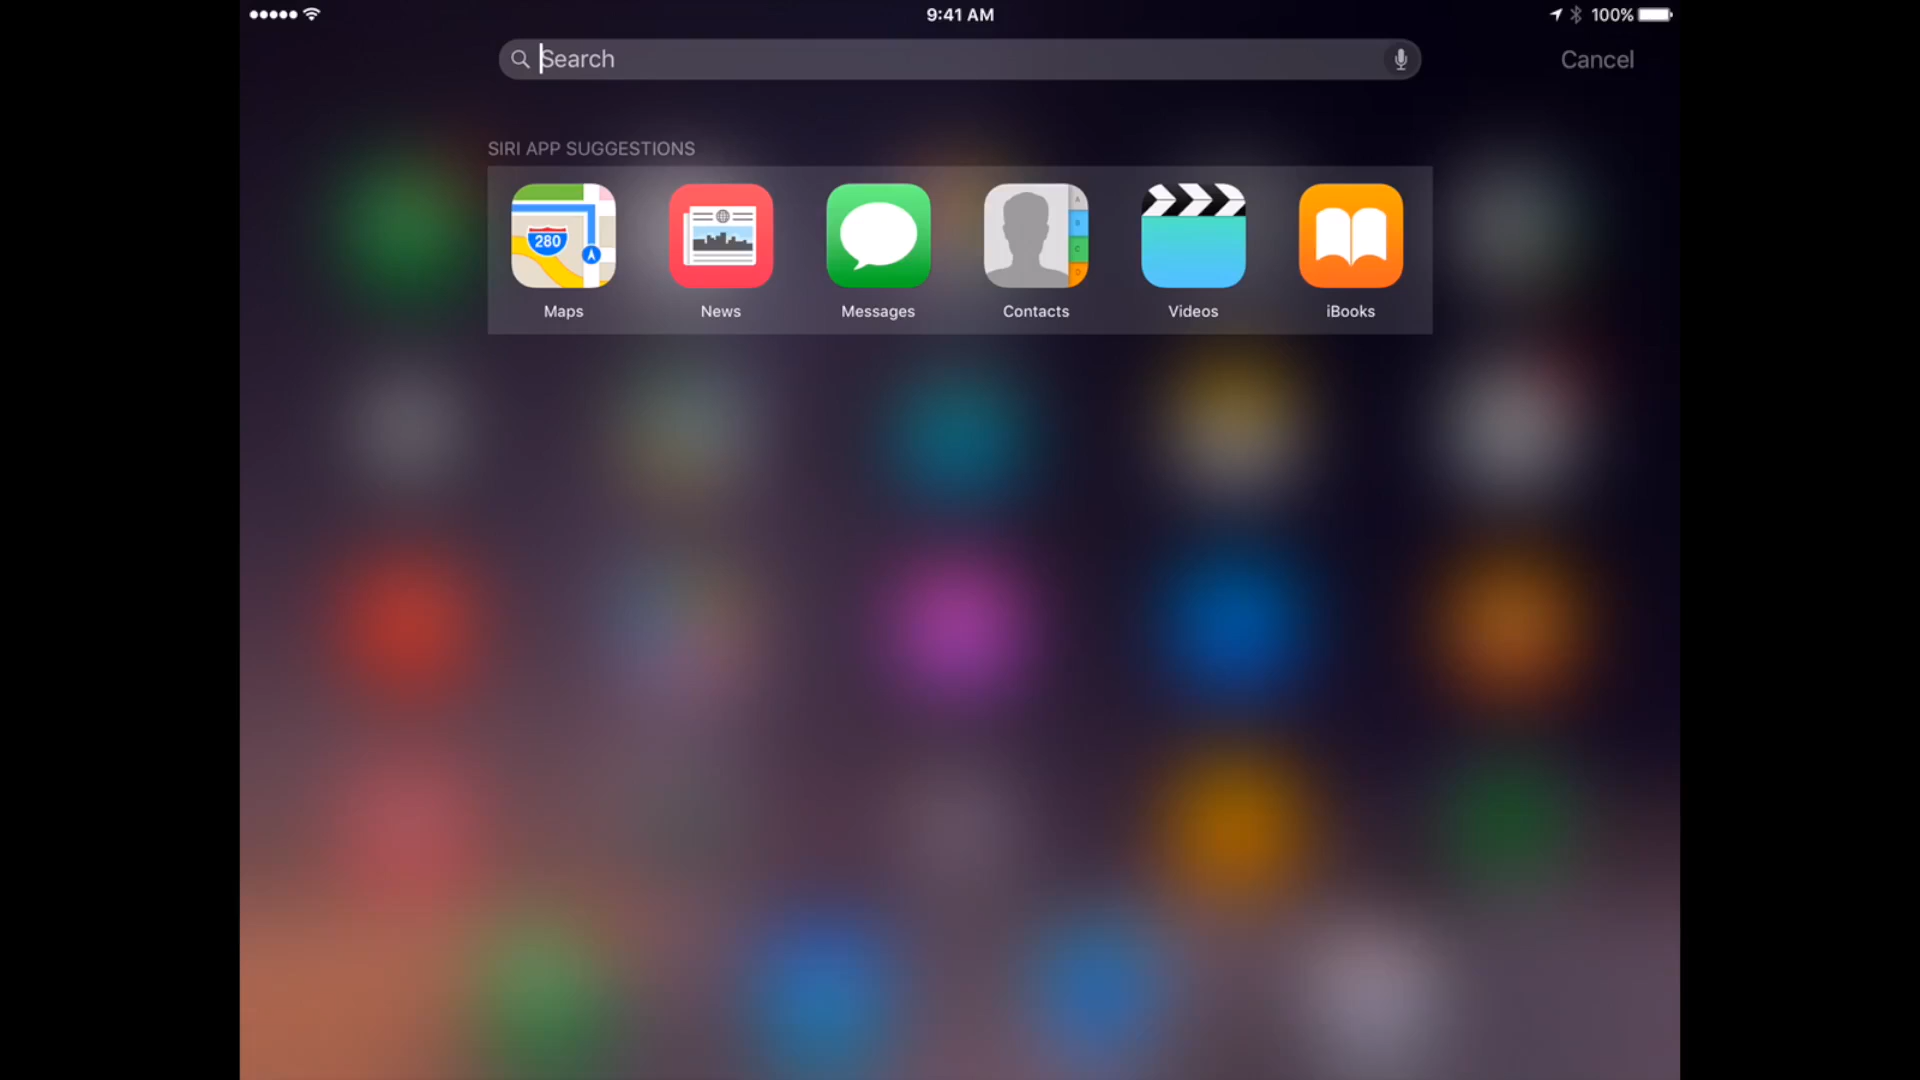 9:41 AM
100%
Search
Cancel
SIRI APP SUGGESTIONS
280
A
B
C
D
Maps
News
Messages
Contacts
Videos
iBooks